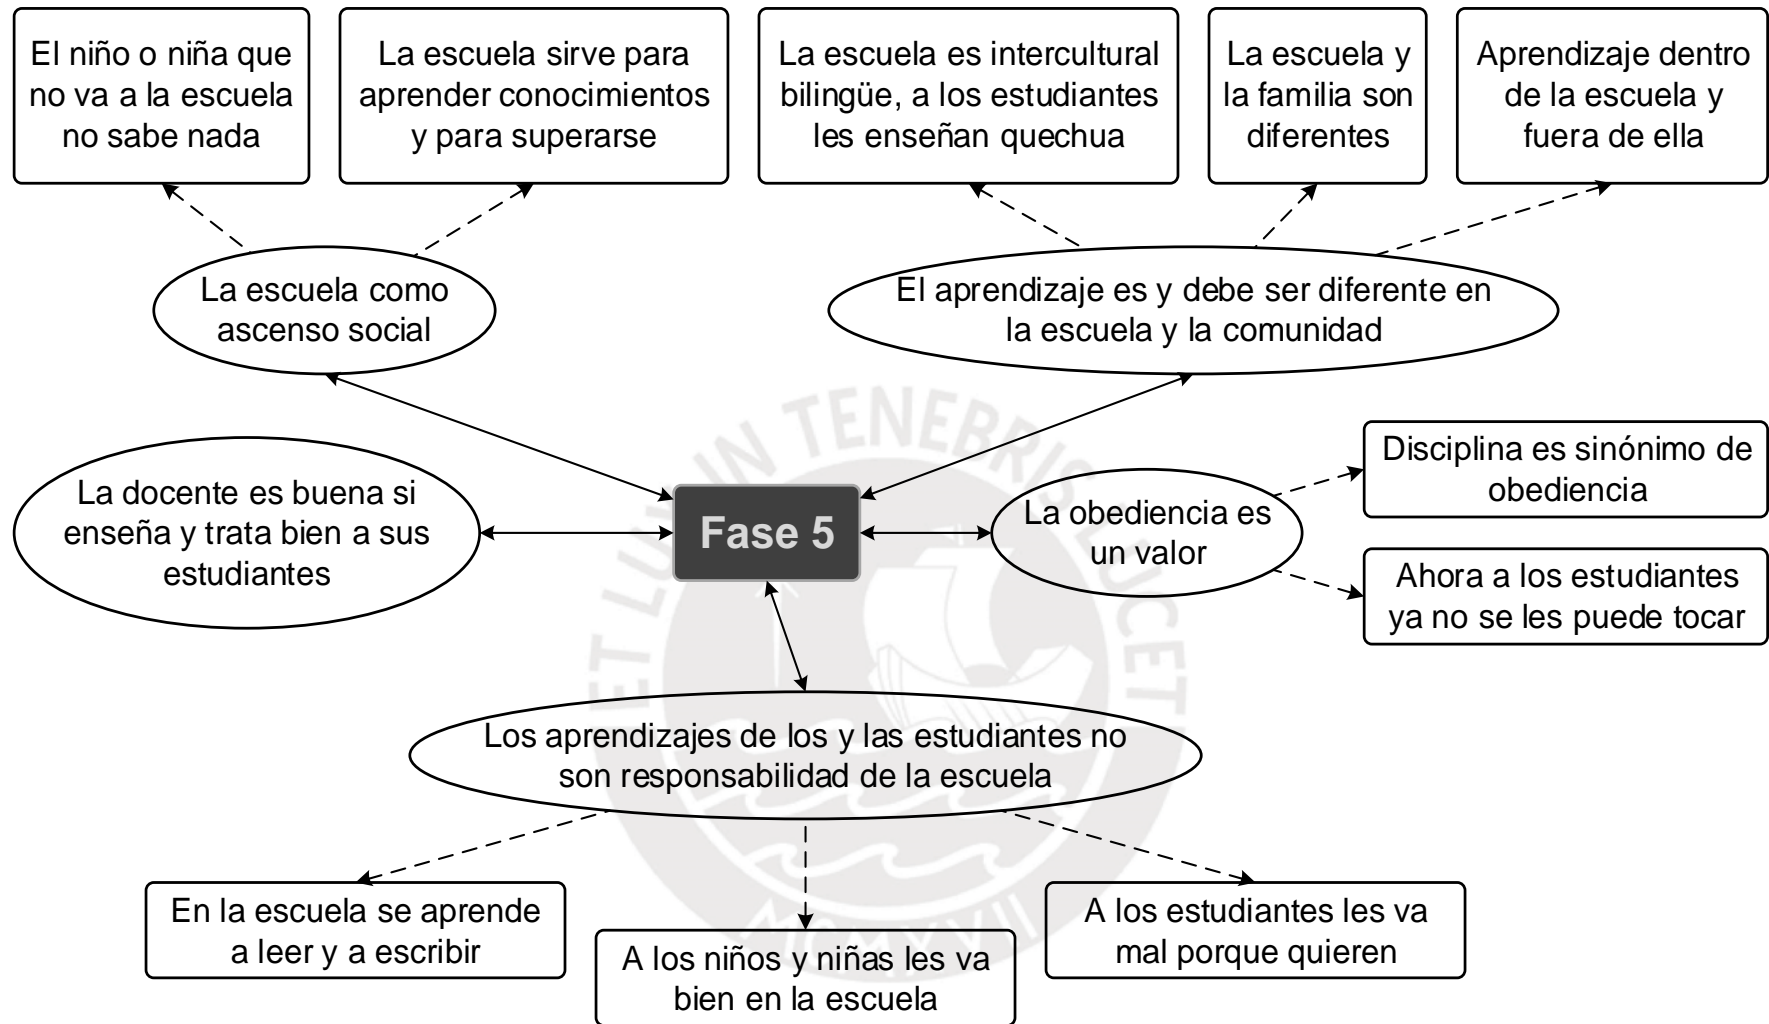 El niño o niña que
no va a la escuela
no sabe nada
La escuela sirve para
aprender conocimientos
y para superarse
La escuela es intercultural
bilingüe, a los estudiantes
les enseñan quechua
La escuela y
la familia son
diferentes
Aprendizaje dentro
de la escuela y
fuera de ella
La escuela como
ascenso social
El aprendizaje es y debe ser diferente en
la escuela y la comunidad
La docente es buena si
enseña y trata bien a sus
estudiantes
Fase 5
La obediencia es
un valor
Disciplina es sinónimo de
obediencia
Ahora a los estudiantes
ya no se les puede tocar
Los aprendizajes de los y las estudiantes no
son responsabilidad de la escuela
En la escuela se aprende
a leer y a escribir
A los niños y niñas les va
bien en la escuela
A los estudiantes les va
mal porque quieren
ET LUX IN TENEBRIS LUCET
MCMXVII